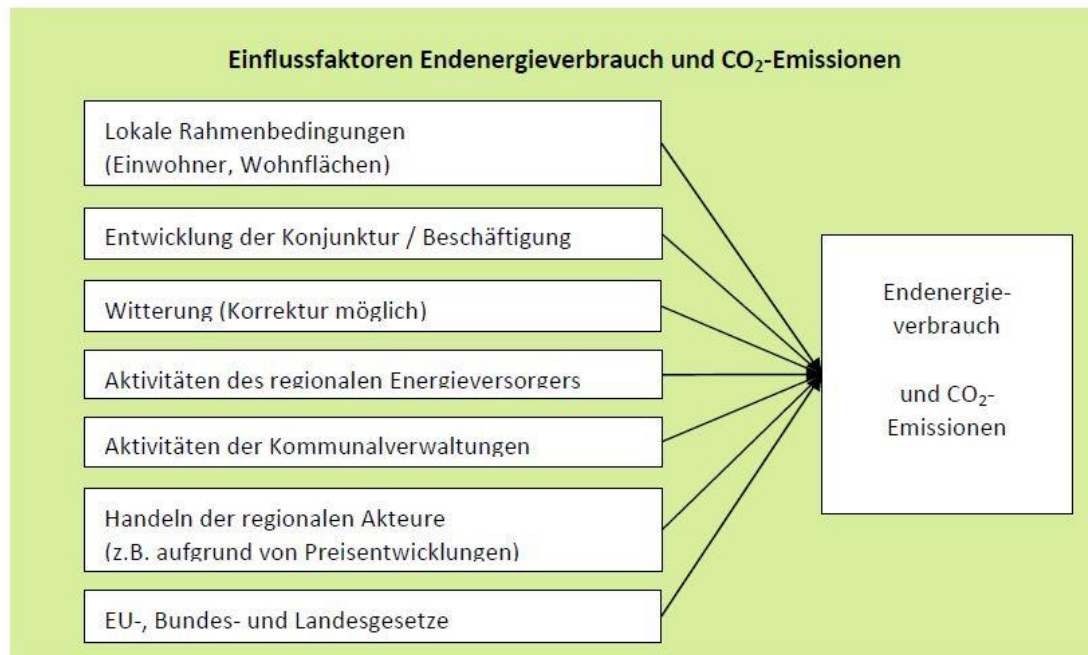 Einflussfaktoren Endenergieverbrauch und CO₂-Emissionen
Lokale Rahmenbedingungen
(Einwohner, Wohnflächen)
Entwicklung der Konjunktur / Beschäftigung
Witterung (Korrektur möglich)
Aktivitäten des regionalen Energieversorgers
Aktivitäten der Kommunalverwaltungen
Handeln der regionalen Akteure
(z.B. aufgrund von Preisentwicklungen)
EU-, Bundes- und Landesgesetze
Endenergie-
verbrauch
und CO₂-
Emissionen